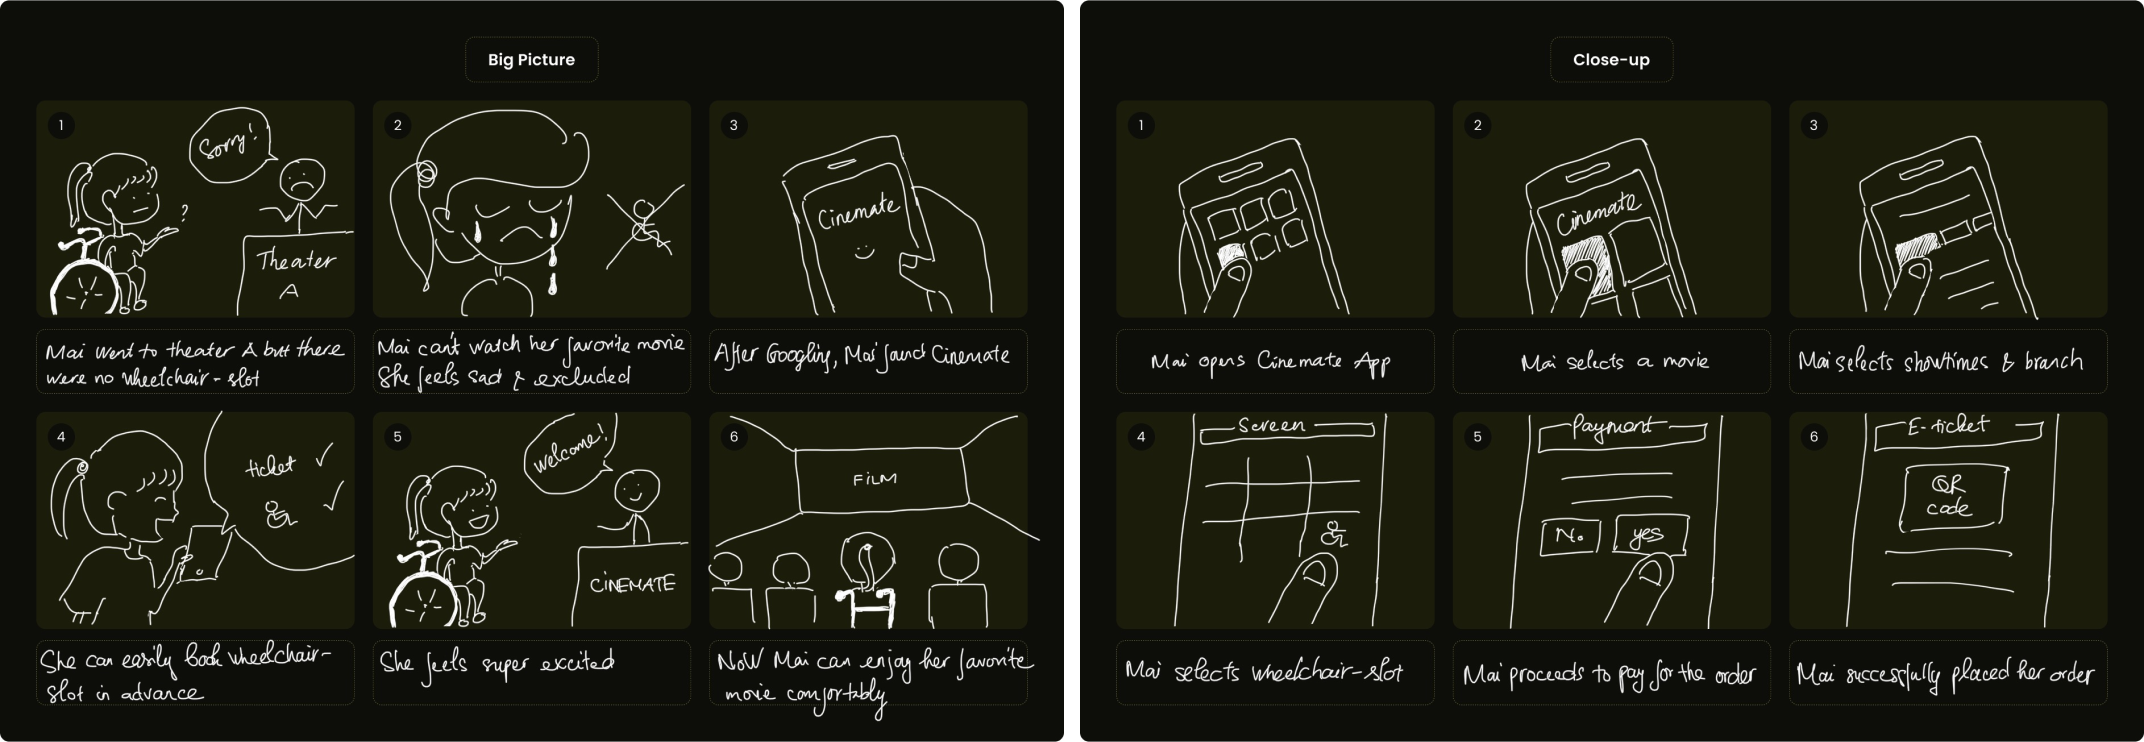 Big Picture
1
Sorry!
?
Theater
A
Mai went to theater A but there
were no wheelchair-slot
2
Mai can't watch her favorite movie
She feels sad & excluded
3
Cinemate
After Googling, Mai found Cinemate
4
ticket ✓
✓
She can easily book wheelchair-
slot in advance
5
Welcome!
CINEMATE
She feels super excited
6
FILM
Now Mai can enjoy her favorite
movie comfortably
Close-up
1
Mai opens Cinemate App
2
Cinemate
Mai selects a movie
3
Mai selects showtimes & branch
4
Screen
Mai selects wheelchair-slot
5
Payment
No
yes
Mai proceeds to pay for the order
6
E-ticket
QR
code
Mai successfully placed her order